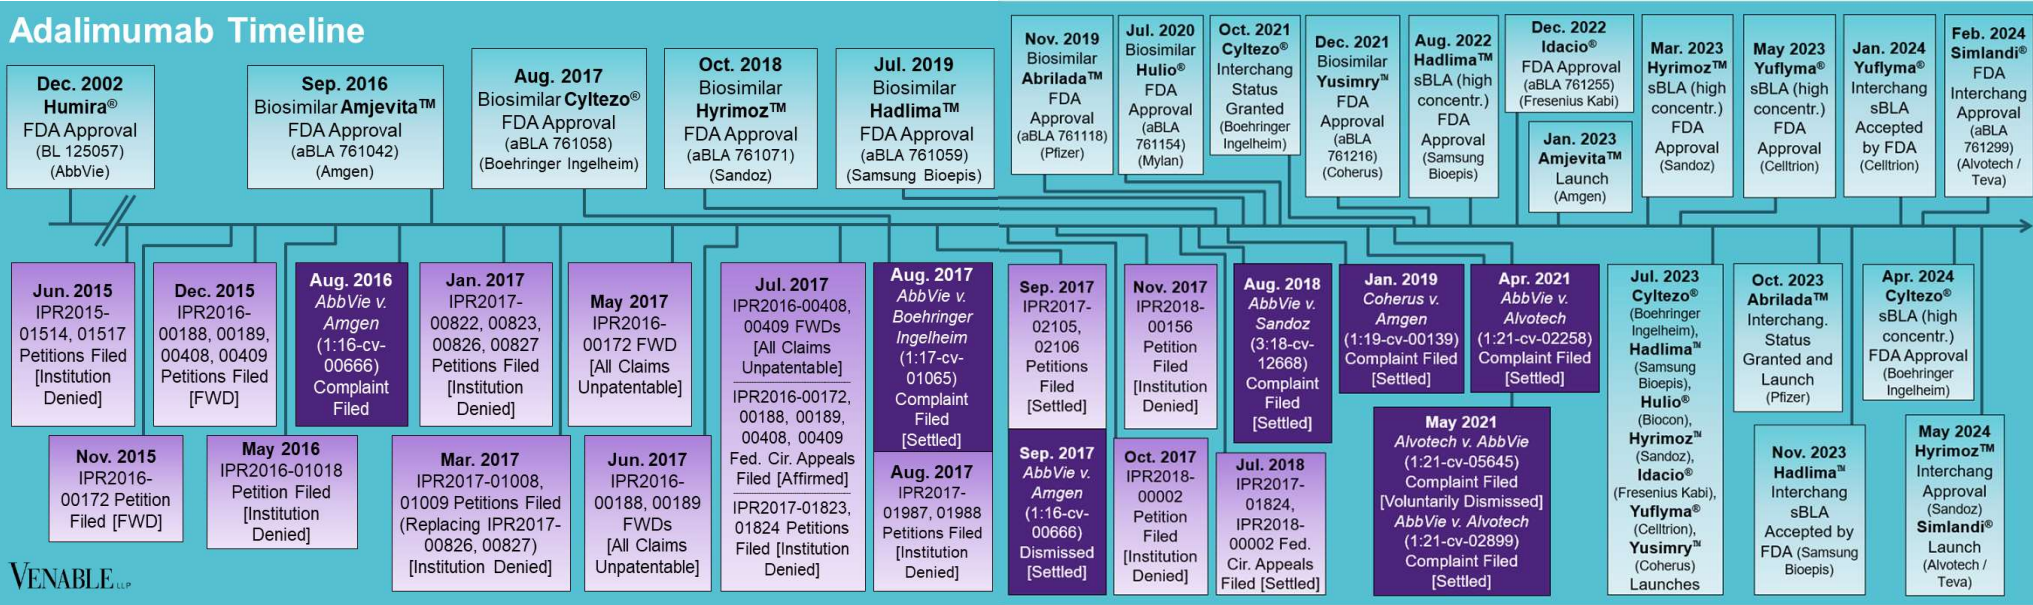 Adalimumab Timeline
Dec. 2002
Humira®
FDA Approval
(BL 125057)
(AbbVie)
Sep. 2016
Biosimilar Amjevita™
FDA Approval
(aBLA 761042)
(Amgen)
Aug. 2017
Biosimilar Cyltezo®
FDA Approval
(aBLA 761058)
(Boehringer Ingelheim)
Oct. 2018
Biosimilar
Hyrimoz™
FDA Approval
(aBLA 761071)
(Sandoz)
Jul. 2019
Biosimilar
Hadlima™
FDA Approval
(aBLA 761059)
(Samsung Bioepis)
Nov. 2019
Biosimilar
Abrilada™
FDA
Approval
(aBLA 761118)
(Pfizer)
Jul. 2020
Biosimilar
Hulio®
FDA
Approval
(aBLA
761154)
(Mylan)
Oct. 2021
Cyltezo®
Interchang
Status
Granted
(Boehringer
Ingelheim)
Dec. 2021
Biosimilar
Yusimry™
FDA
Approval
(aBLA
761216)
(Coherus)
Aug. 2022
Hadlima™
sBLA (high
concentr.)
FDA
Approval
(Samsung
Bioepis)
Dec. 2022
Idacio®
FDA Approval
(aBLA 761255)
(Fresenius Kabi)
Jan. 2023
Amjevita™
Launch
(Amgen)
Mar. 2023
Hyrimoz™
sBLA (high
concentr.)
FDA
Approval
(Sandoz)
May 2023
Yuflyma®
sBLA (high
concentr.)
FDA
Approval
(Celltrion)
Jan. 2024
Yuflyma®
Interchang
sBLA
Accepted
by FDA
(Celltrion)
Feb. 2024
Simlandi®
FDA
Interchang
Approval
(aBLA
761299)
(Alvotech /
Teva)
Jun. 2015
IPR2015-
01514, 01517
Petitions Filed
[Institution
Denied]
Nov. 2015
IPR2016-
00172 Petition
Filed [FWD]
Dec. 2015
IPR2016-
00188, 00189,
00408, 00409
Petitions Filed
[FWD]
May 2016
IPR2016-01018
Petition Filed
[Institution
Denied]
Aug. 2016
AbbVie v.
Amgen
(1:16-cv-
00666)
Complaint
Filed
Jan. 2017
IPR2017-
00822, 00823,
00826, 00827
Petitions Filed
[Institution
Denied]
Mar. 2017
IPR2017-01008,
01009 Petitions Filed
(Replacing IPR2017-
00826, 00827)
[Institution Denied]
May 2017
IPR2016-
00172 FWD
[All Claims
Unpatentable]
Jun. 2017
IPR2016-
00188, 00189
FWDs
[All Claims
Unpatentable]
Jul. 2017
IPR2016-00408,
00409 FWDs
[All Claims
Unpatentable]
IPR2016-00172,
00188, 00189,
00408, 00409
Fed. Cir. Appeals
Filed [Affirmed]
IPR2017-01823,
01824 Petitions
Filed [Institution
Denied]
Aug. 2017
AbbVie v.
Boehringer
Ingelheim
(1:17-cv-
01065)
Complaint
Filed
[Settled]
Aug. 2017
IPR2017-
01987, 01988
Petitions Filed
[Institution
Denied]
Sep. 2017
IPR2017-
02105,
02106
Petitions
Filed
[Settled]
Sep. 2017
AbbVie v.
Amgen
(1:16-cv-
00666)
Dismissed
[Settled]
Nov. 2017
IPR2018-
00156
Petition
Filed
[Institution
Denied]
Oct. 2017
IPR2018-
00002
Petition
Filed
[Institution
Denied]
Aug. 2018
AbbVie v.
Sandoz
(3:18-cv-
12668)
Complaint
Filed
[Settled]
Jul. 2018
IPR2017-
01824,
IPR2018-
00002 Fed.
Cir. Appeals
Filed [Settled]
Jan. 2019
Coherus v.
Amgen
(1:19-cv-00139)
Complaint Filed
[Settled]
Apr. 2021
AbbVie v.
Alvotech
(1:21-cv-02258)
Complaint Filed
[Settled]
May 2021
Alvotech v. AbbVie
(1:21-cv-05645)
Complaint Filed
[Voluntarily Dismissed]
AbbVie v. Alvotech
(1:21-cv-02899)
Complaint Filed
[Settled]
Jul. 2023
Cyltezo®
(Boehringer
Ingelheim),
Hadlima™
(Samsung
Bioepis),
Hulio®
(Biocon),
Hyrimoz™
(Sandoz),
Idacio®
(Fresenius Kabi),
Yuflyma®
(Celltrion),
Yusimry™
(Coherus)
Launches
Oct. 2023
Abrilada™
Interchang.
Status
Granted and
Launch
(Pfizer)
Nov. 2023
Hadlima™
Interchang
sBLA
Accepted by
FDA (Samsung
Bioepis)
Apr. 2024
Cyltezo®
sBLA (high
concentr.)
FDA Approval
(Boehringer
Ingelheim)
May 2024
Hyrimoz™
Interchang
Approval
(Sandoz)
Simlandi®
Launch
(Alvotech /
Teva)
VENABLE LLP